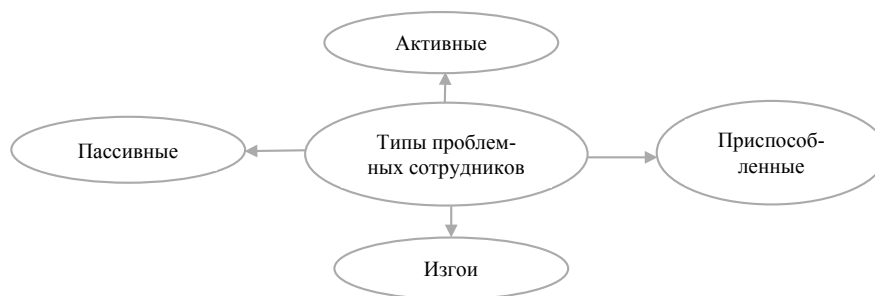 Активные
Пассивные
Типы проблем-
ных сотрудников
Приспособ-
ленные
Изгои